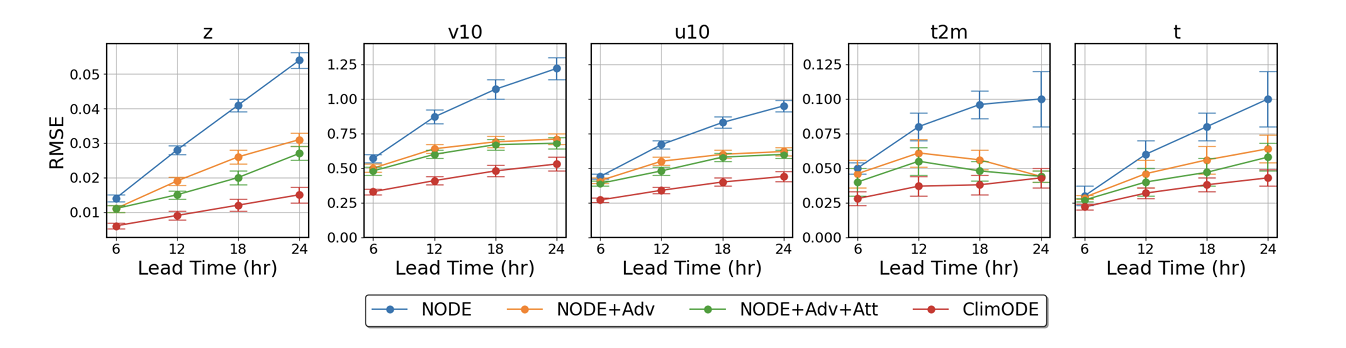 z
v10
u10
t2m
t
RMSE
0.05
0.04
0.03
0.02
0.01
6 12 18 24
Lead Time (hr)
1.25
1.00
0.75
0.50
0.25
0.00
6 12 18 24
Lead Time (hr)
6 12 18 24
Lead Time (hr)
0.125
0.100
0.075
0.050
0.025
0.000
6 12 18 24
Lead Time (hr)
6 12 18 24
Lead Time (hr)
NODE NODE+Adv NODE+Adv+Att ClimODE